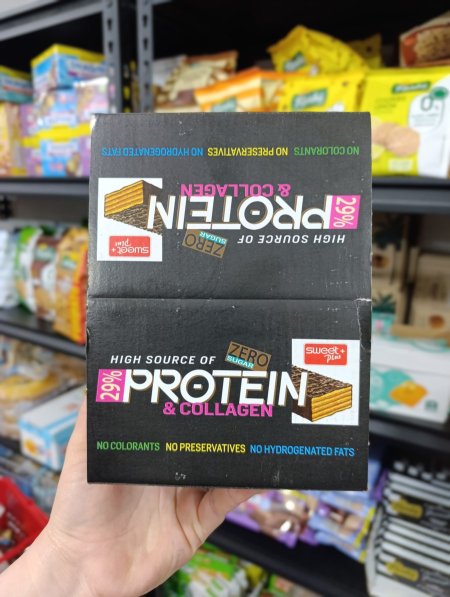 NO COLORANTS NO PRESERVATIVES NO HYDROGENATED FATS
& COLLAGEN
29% PROTEIN
HIGH SOURCE OF
ZERO
SUGAR
sweet+
plus
HIGH SOURCE OF
ZERO
SUGAR
sweet+
plus
29% PROTEIN
& COLLAGEN
NO COLORANTS NO PRESERVATIVES NO HYDROGENATED FATS